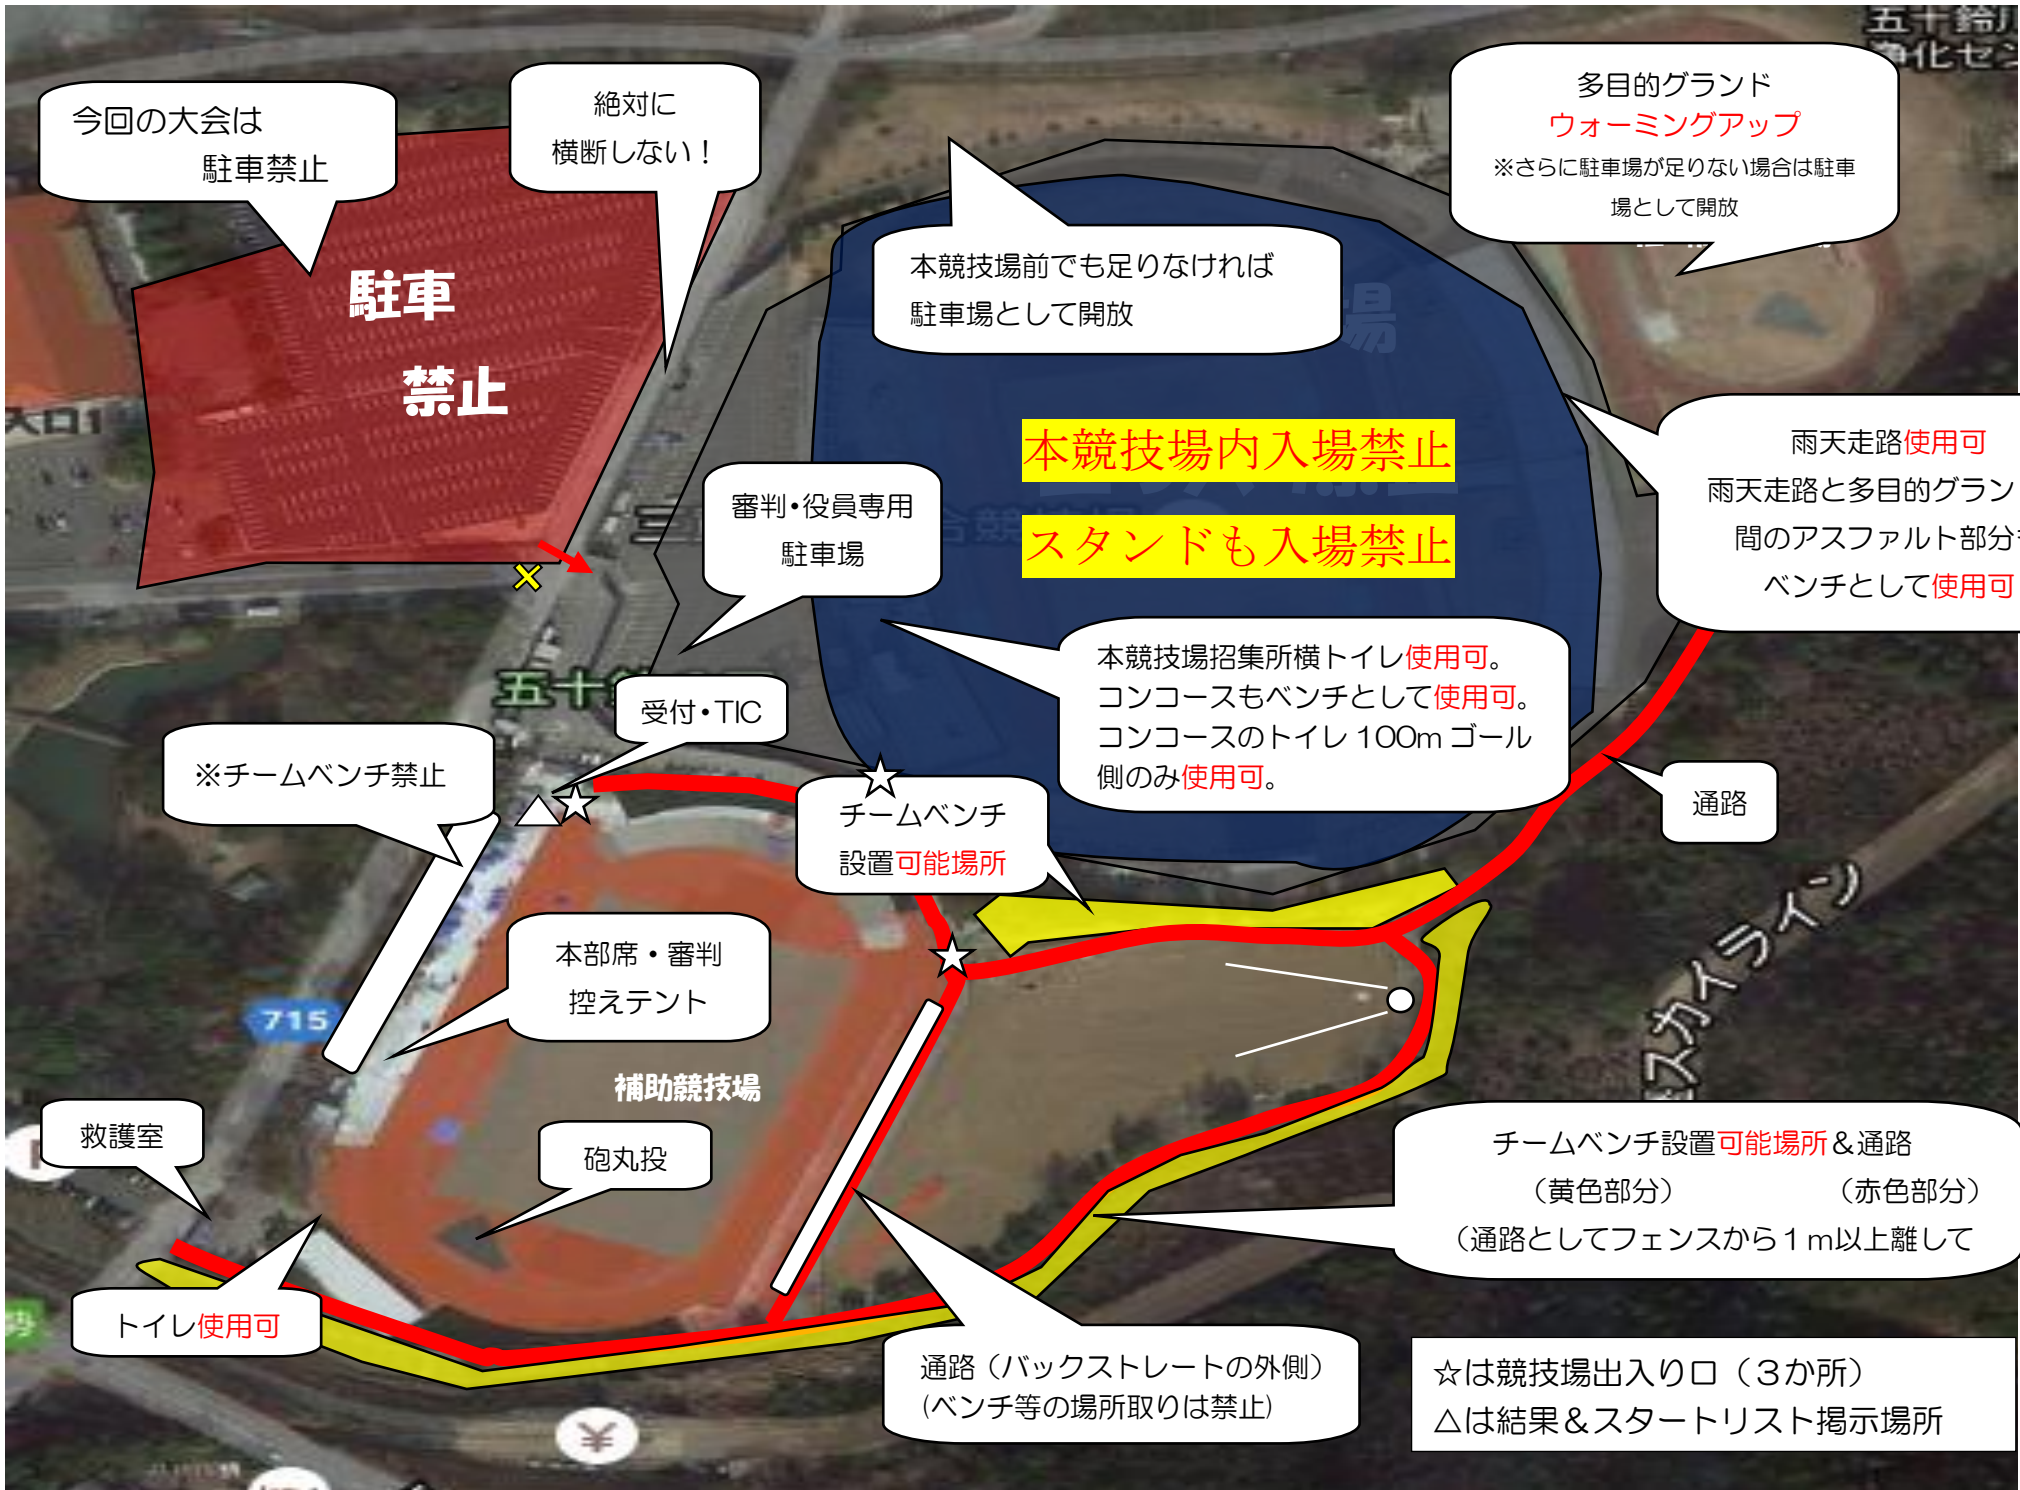 今回の大会は
駐車禁止
絶対に
横断しない！
多目的グランド
ウォーミングアップ
※さらに駐車場が足りない場合は駐車
場として開放
本競技場前でも足りなければ
駐車場として開放
駐車
禁止
本競技場内入場禁止
スタンドも入場禁止
雨天走路使用可
雨天走路と多目的グラン
間のアスファルト部分
ベンチとして使用可
審判・役員専用
駐車場
本競技場招集所横トイレ使用可。
コンコースもベンチとして使用可。
コンコースのトイレ100mゴール
側のみ使用可。
受付・TIC
※チームベンチ禁止
チームベンチ
設置可能場所
通路
本部席・審判
控えテント
715
補助競技場
スカイライン
救護室
砲丸投
チームベンチ設置可能場所＆通路
（黄色部分）　（赤色部分）
（通路としてフェンスから1m以上離して
トイレ使用可
通路（バックストレートの外側）
(ベンチ等の場所取りは禁止)
☆は競技場出入り口（３か所）
△は結果＆スタートリスト掲示場所